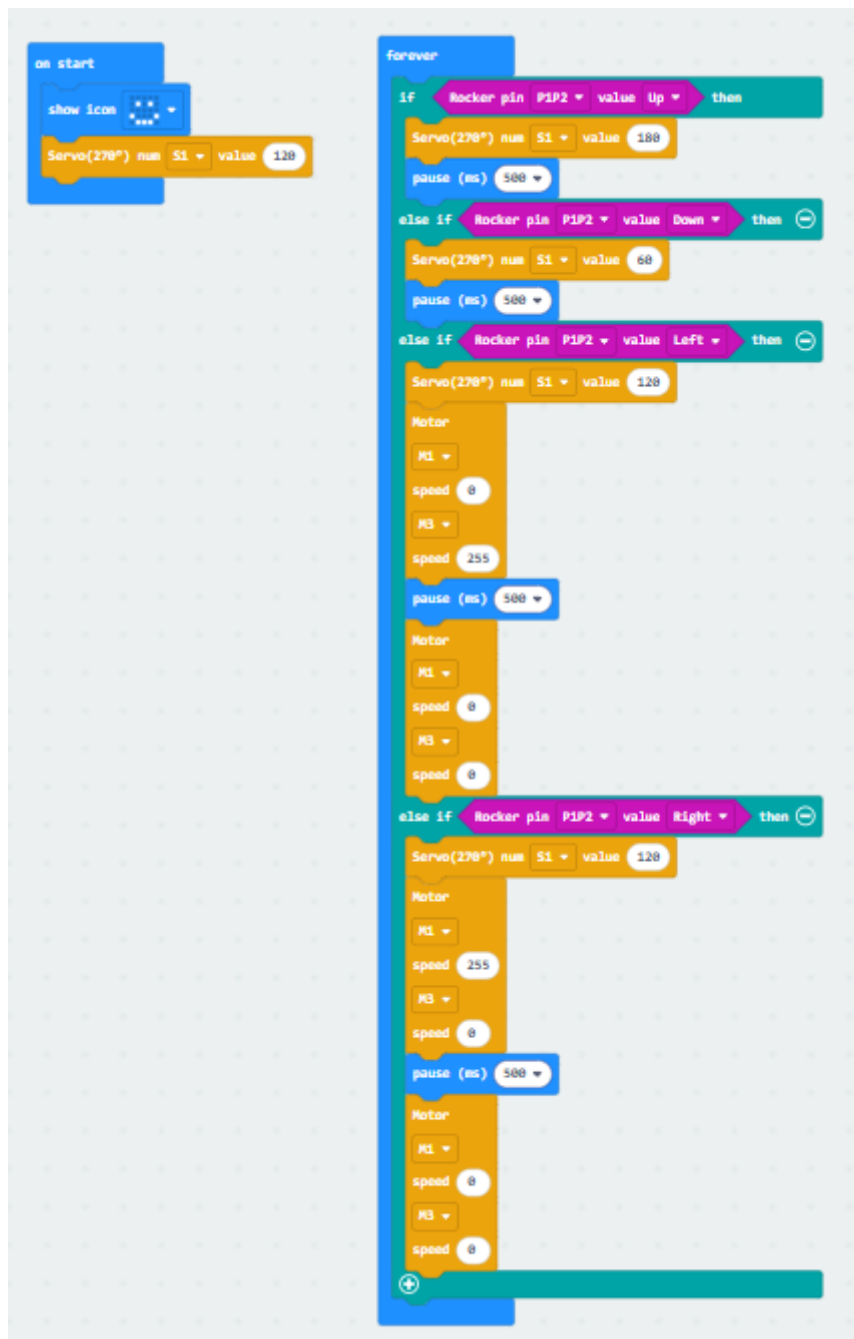 on start
show icon
Servo(270°) num S1 value 120
forever
if Rocker pin P1P2 value Up then
Servo(270°) num S1 value 180
pause (ms) 500
else if Rocker pin P1P2 value Down then
Servo(270°) num S1 value 60
pause (ms) 500
else if Rocker pin P1P2 value Left then
Servo(270°) num S1 value 120
Motor
M1
speed 0
M3
speed 255
pause (ms) 500
Motor
M1
speed 0
M3
speed 0
else if Rocker pin P1P2 value Right then
Servo(270°) num S1 value 120
Motor
M1
speed 255
M3
speed 0
pause (ms) 500
Motor
M1
speed 0
M3
speed 0